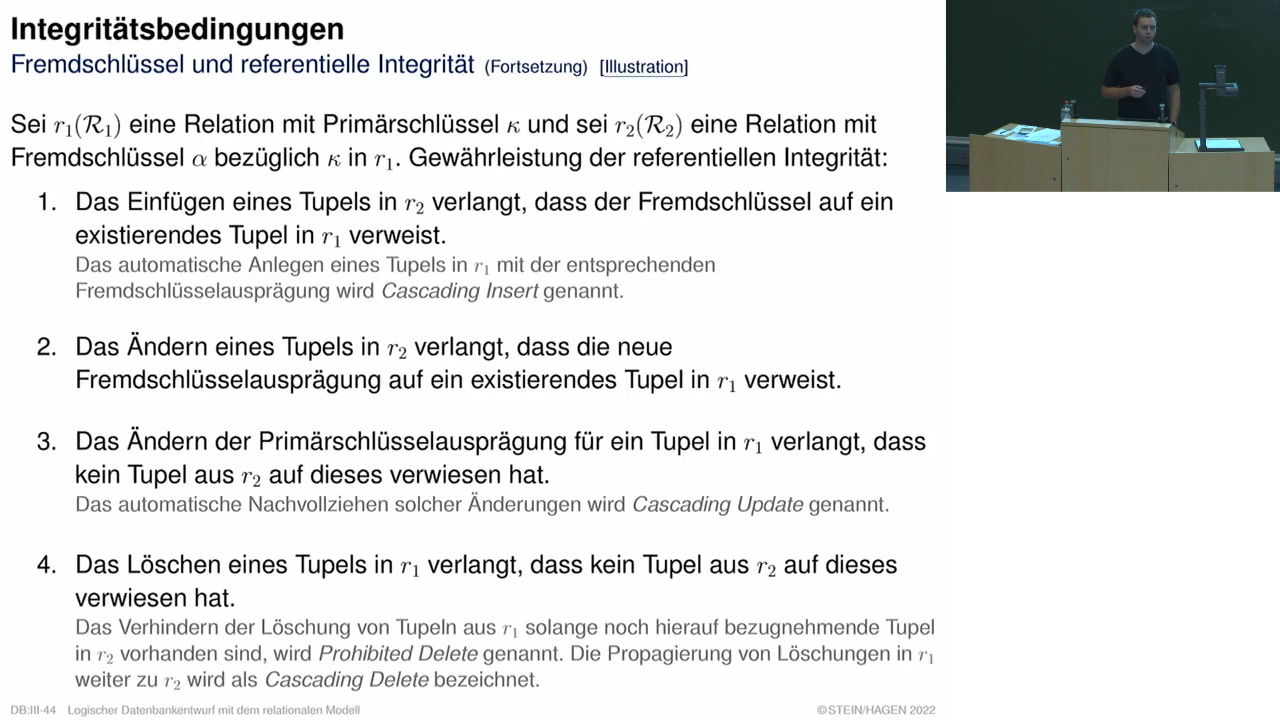 Integritätsbedingungen
Fremdschlüssel und referentielle Integrität (Fortsetzung) [Illustration]
Sei r₁(R₁) eine Relation mit Primärschlüssel κ und sei r₂(R₂) eine Relation mit
Fremdschlüssel α bezüglich κ in r₁. Gewährleistung der referentiellen Integrität:
1. Das Einfügen eines Tupels in r₂ verlangt, dass der Fremdschlüssel auf ein
existierendes Tupel in r₁ verweist.
Das automatische Anlegen eines Tupels in r₁ mit der entsprechenden
Fremdschlüsselausprägung wird Cascading Insert genannt.
2. Das Ändern eines Tupels in r₂ verlangt, dass die neue
Fremdschlüsselausprägung auf ein existierendes Tupel in r₁ verweist.
3. Das Ändern der Primärschlüsselausprägung für ein Tupel in r₁ verlangt, dass
kein Tupel aus r₂ auf dieses verwiesen hat.
Das automatische Nachvollziehen solcher Änderungen wird Cascading Update genannt.
4. Das Löschen eines Tupels in r₁ verlangt, dass kein Tupel aus r₂ auf dieses
verwiesen hat.
Das Verhindern der Löschung von Tupeln aus r₁ solange noch hierauf bezugnehmende Tupel
in r₂ vorhanden sind, wird Prohibited Delete genannt. Die Propagierung von Löschungen in r₁
weiter zu r₂ wird als Cascading Delete bezeichnet.
DB:III-44 Logischer Datenbankentwurf mit dem relationalen Modell ©STEIN/HAGEN 2022